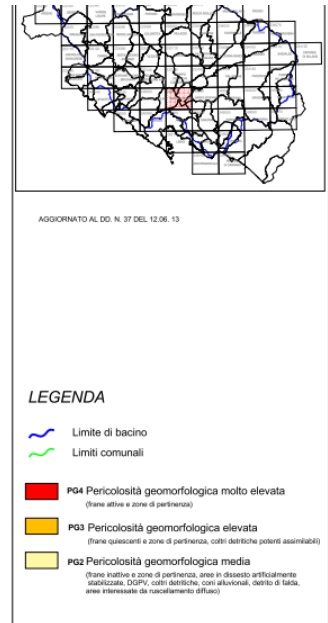 AGGIORNATO AL DD. N. 37 DEL 12.06. 13
LEGENDA
Limite di bacino
Limiti comunali
PG4 Pericolosità geomorfologica molto elevata
(frane attive e zone di pertinenza)
PG3 Pericolosità geomorfologica elevata
(frane quiescenti e zone di pertinenza, coltri detritiche potenti assimilabili)
PG2 Pericolosità geomorfologica media
(frane inattive e zone di pertinenza, aree in dissesto artificialmente
stabilizzate, DGPV, coltri detritiche, coni alluvionali, detrito di falda,
aree interessate da ruscellamento diffuso)